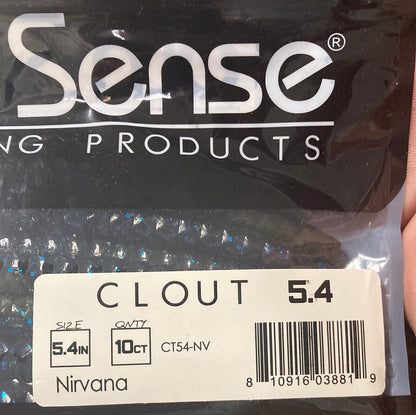 Sense®
NG PRODUCTS
CLOUT 5.4
SIZE QNTY
5.4IN 10CT CT54-NV
Nirvana
8 10916 03881 9